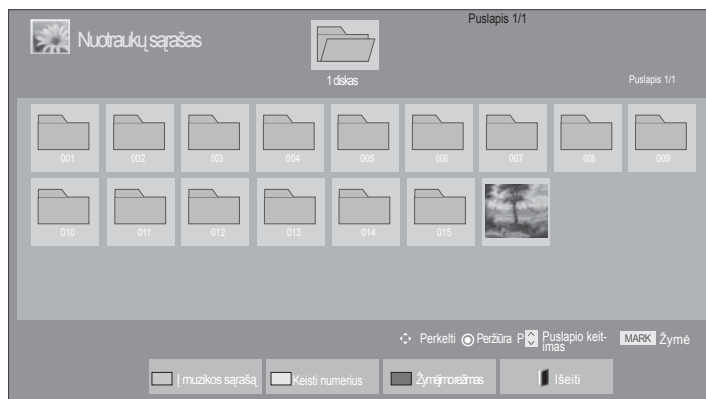 Puslapis 1/1
Nuotraukų sąrašas
1 diskas
Puslapis 1/1
001 002 003 004 005 006 007 008 009
010 011 012 013 014 015
Perkelti Peržiūra P Puslapio keit-
imas
MARK Žymė
Į muzikos sąrašą Keisti numerius Žymėjimo režimas Išeiti